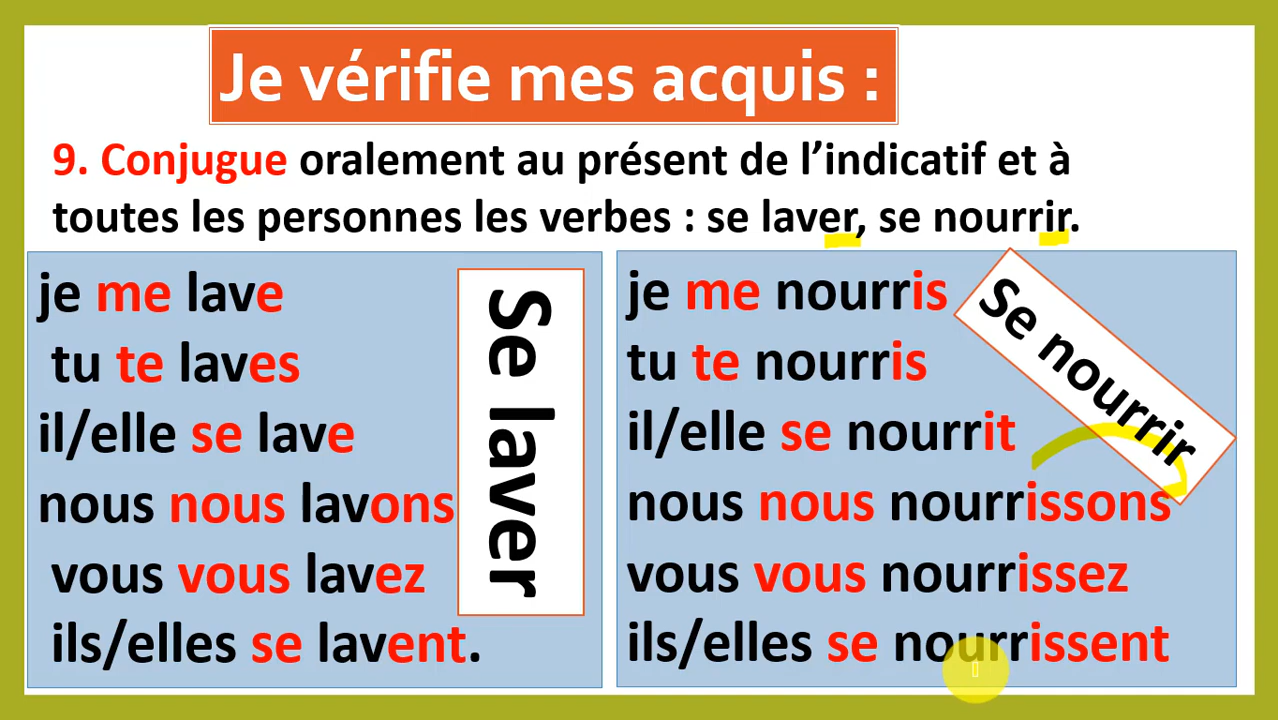 Je vérifie mes acquis :
9. Conjugue oralement au présent de l’indicatif et à
toutes les personnes les verbes : se laver, se nourrir.
je me lave
tu te laves
il/elle se lave
nous nous lavons
vous vous lavez
ils/elles se lavent.
Se laver
je me nourris
tu te nourris
il/elle se nourrit
nous nous nourrissons
vous vous nourrissez
ils/elles se nourrissent
Se nourrir